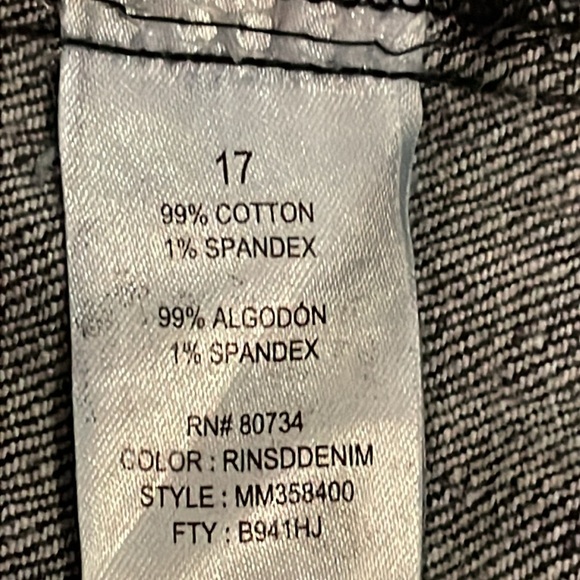 17
99% COTTON
1% SPANDEX
99% ALGODÓN
1% SPANDEX
RN# 80734
COLOR : RINSDDENIM
STYLE : MM358400
FTY : B941HJ